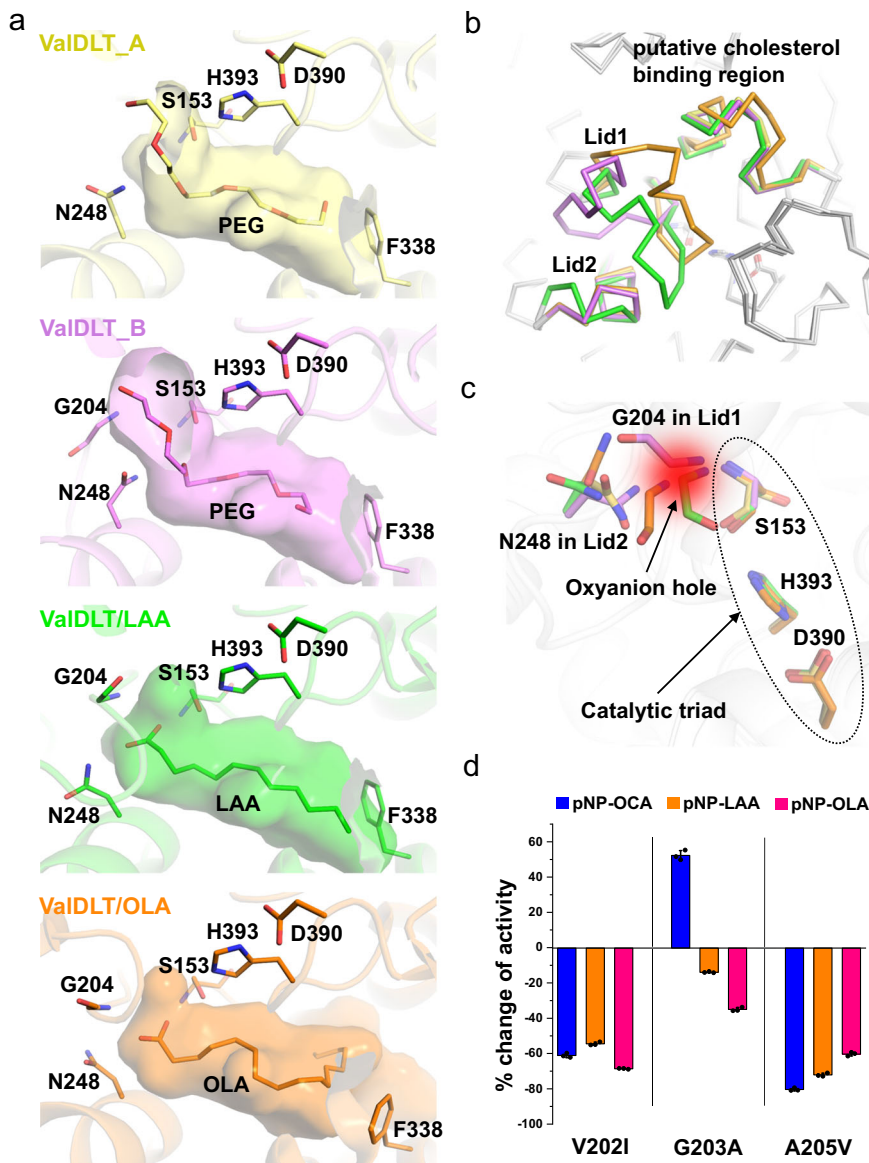 a
ValDLT_A
D390
H393
S153
N248
PEG
F338
ValDLT_B
H393
D390
S153
G204
N248
PEG
F338
ValDLT/LAA
H393
D390
S153
G204
N248
LAA
F338
ValDLT/OLA
H393
D390
S153
G204
N248
OLA
F338
b
putative cholesterol
binding region
Lid1
Lid2
c
G204 in Lid1
S153
N248 in Lid2
Oxyanion hole
H393
D390
Catalytic triad
d
pNP-OCA pNP-LAA pNP-OLA
% change of activity
60
40
20
0
-20
-40
-60
-80
-100
V202I G203A A205V